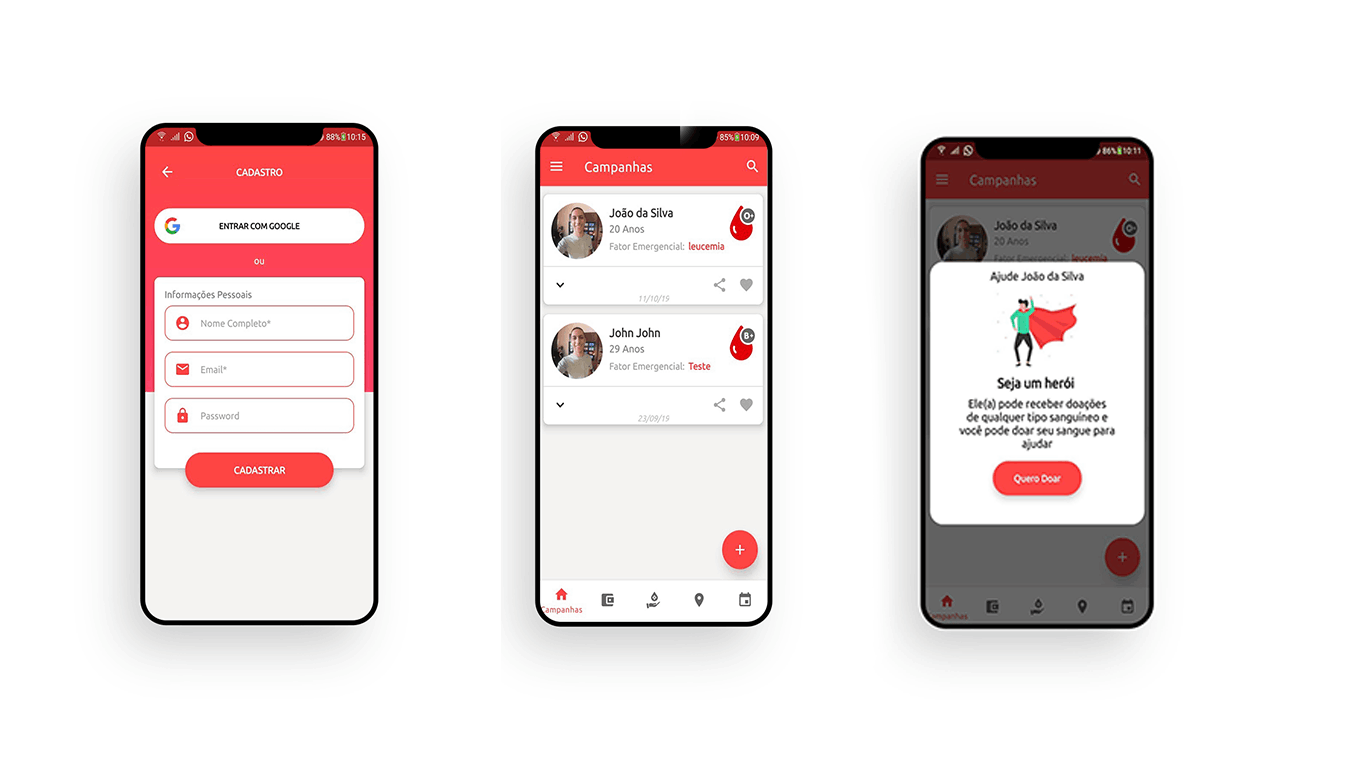 88% 10:15
CADASTRO
ENTRAR COM GOOGLE
ou
Informações Pessoais
Nome Completo*
Email*
Password
CADASTRAR
85% 10:09
Campanhas
João da Silva
O+
20 Anos
Fator Emergencial: leucemia
11/10/19
John John
B+
29 Anos
Fator Emergencial: Teste
23/09/19
+
Campanhas
86% 10:11
Campanhas
João da Silva
O+
20 Anos
Fator Emergencial: leucemia
Ajude João da Silva
Seja um herói
Ele(a) pode receber doações
de qualquer tipo sanguíneo e
você pode doar seu sangue para
ajudar
Quero Doar
+
ampanhas